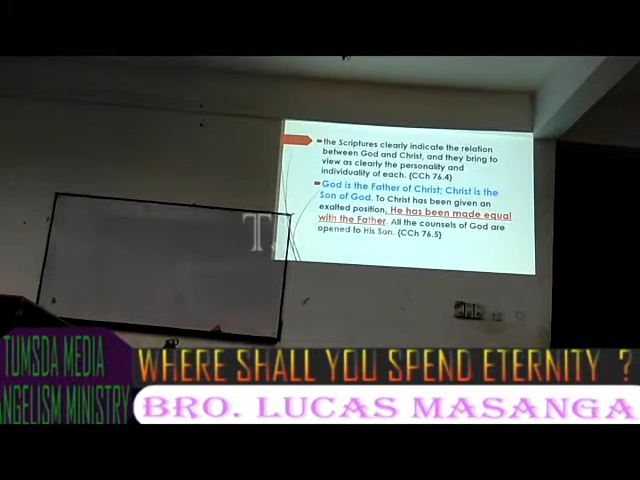 the Scriptures clearly indicate the relation
between God and Christ, and they bring to
view as clearly the personality and
individuality of each. {CCh 76.4}
God is the Father of Christ; Christ is the
Son of God. To Christ has been given an
exalted position. He has been made equal
with the Father. All the counsels of God are
opened to His Son. {CCh 76.5}
T
TUMSDA MEDIA
ANGELISM MINISTRY
WHERE SHALL YOU SPEND ETERNITY ?
BRO. LUCAS MASANGA